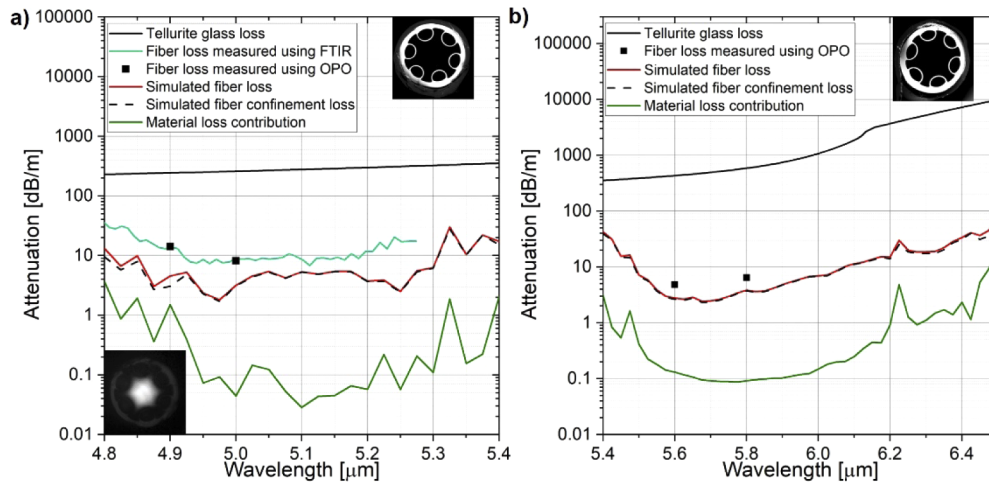 a)
100000
10000
1000
100
10
1
0.1
0.01
Attenuation [dB/m]
Tellurite glass loss
Fiber loss measured using FTIR
Fiber loss measured using OPO
Simulated fiber loss
Simulated fiber confinement loss
Material loss contribution
4.8 4.9 5.0 5.1 5.2 5.3 5.4
Wavelength [μm]
b)
100000
10000
1000
100
10
1
0.1
0.01
Attenuation [dB/m]
Tellurite glass loss
Fiber loss measured using OPO
Simulated fiber loss
Simulated fiber confinement loss
Material loss contribution
5.4 5.6 5.8 6.0 6.2 6.4
Wavelength [μm]